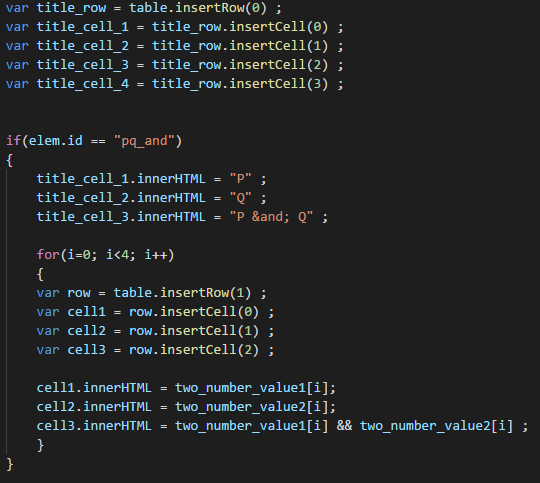 var title_row = table.insertRow(0) ;
var title_cell_1 = title_row.insertCell(0) ;
var title_cell_2 = title_row.insertCell(1) ;
var title_cell_3 = title_row.insertCell(2) ;
var title_cell_4 = title_row.insertCell(3) ;
if(elem.id == "pq_and")
{
title_cell_1.innerHTML = "P" ;
title_cell_2.innerHTML = "Q" ;
title_cell_3.innerHTML = "P &and; Q" ;
for(i=0; i<4; i++)
{
var row = table.insertRow(1) ;
var cell1 = row.insertCell(0) ;
var cell2 = row.insertCell(1) ;
var cell3 = row.insertCell(2) ;
cell1.innerHTML = two_number_value1[i];
cell2.innerHTML = two_number_value2[i];
cell3.innerHTML = two_number_value1[i] && two_number_value2[i] ;
}
}